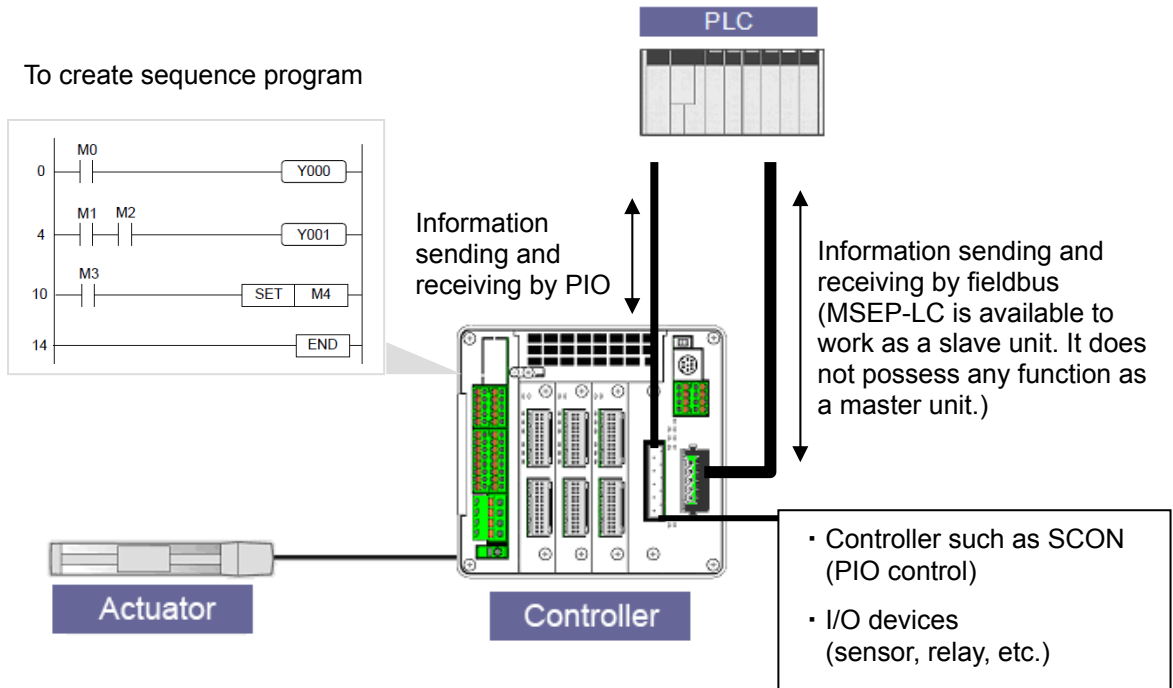 PLC
To create sequence program
M0
0
Y000
M1 M2
4
Y001
M3
10
SET M4
14
END
Information
sending and
receiving by PIO
Information sending and
receiving by fieldbus
(MSEP-LC is available to
work as a slave unit. It does
not possess any function as
a master unit.)
Actuator
Controller
・Controller such as SCON
(PIO control)
・I/O devices
(sensor, relay, etc.)